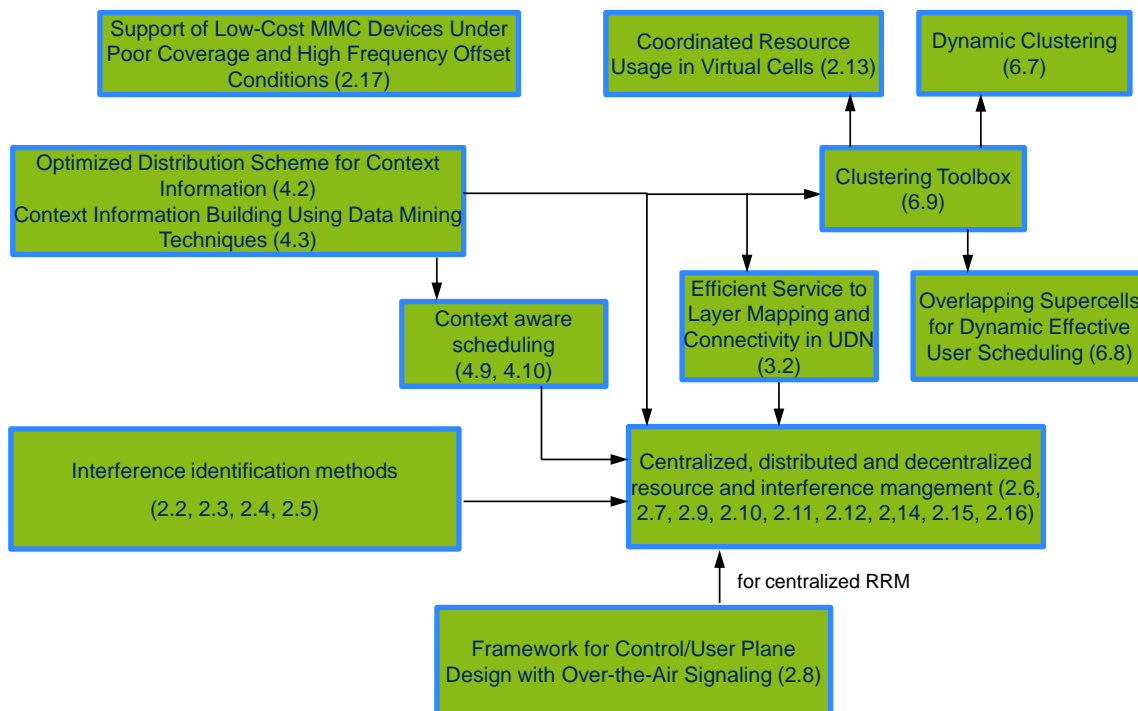 Support of Low-Cost MMC Devices Under
Poor Coverage and High Frequency Offset
Conditions (2.17)
Coordinated Resource
Usage in Virtual Cells (2.13)
Dynamic Clustering
(6.7)
Optimized Distribution Scheme for Context
Information (4.2)
Context Information Building Using Data Mining
Techniques (4.3)
Clustering Toolbox
(6.9)
Context aware
scheduling
(4.9, 4.10)
Efficient Service to
Layer Mapping and
Connectivity in UDN
(3.2)
Overlapping Supercells
for Dynamic Effective
User Scheduling (6.8)
Interference identification methods
(2.2, 2.3, 2.4, 2.5)
Centralized, distributed and decentralized
resource and interference mangement (2.6,
2.7, 2.9, 2.10, 2.11, 2.12, 2,14, 2.15, 2.16)
for centralized RRM
Framework for Control/User Plane
Design with Over-the-Air Signaling (2.8)